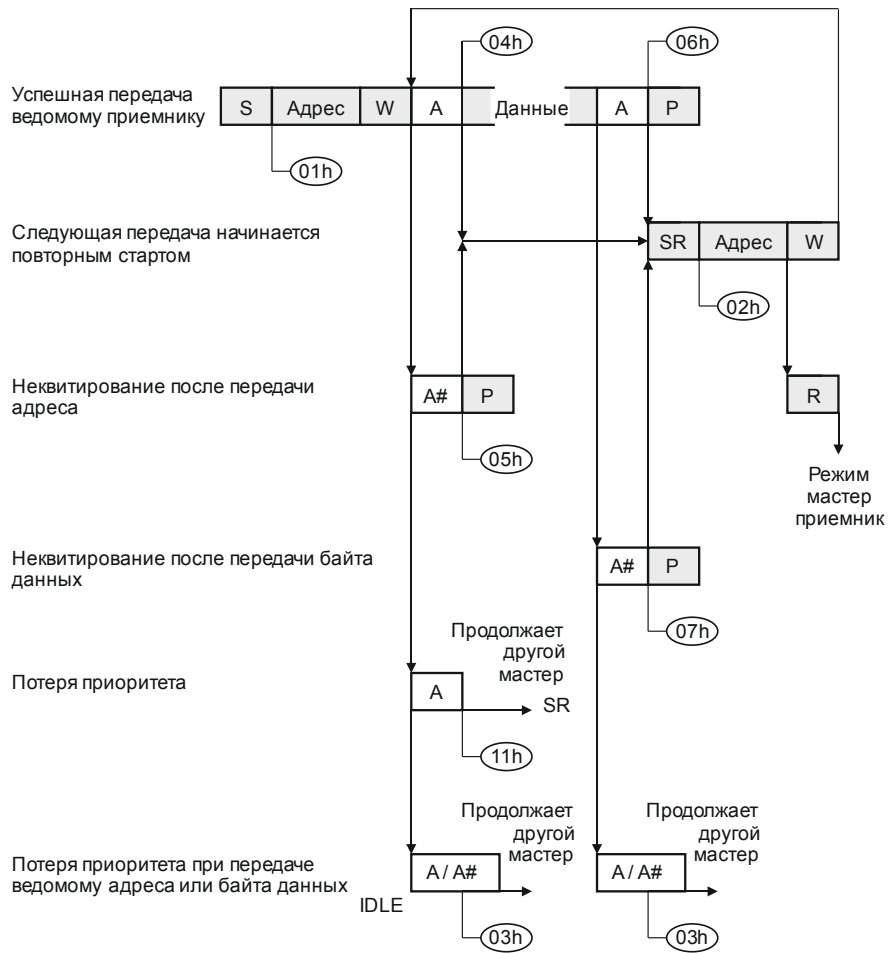 04h
06h
Успешная передача
ведомому приемнику
S Адрес W A Данные A P
01h
Следующая передача начинается
повторным стартом
SR Адрес W
02h
Неквитирование после передачи
адреса
A# P
R
05h
Режим
мастер
приемник
Неквитирование после передачи байта
данных
A# P
07h
Продолжает
другой
мастер
Потеря приоритета
A
SR
11h
Продолжает
другой
мастер
Продолжает
другой
мастер
Потеря приоритета при передаче
ведомому адреса или байта данных
A / A#
A / A#
IDLE
03h
03h